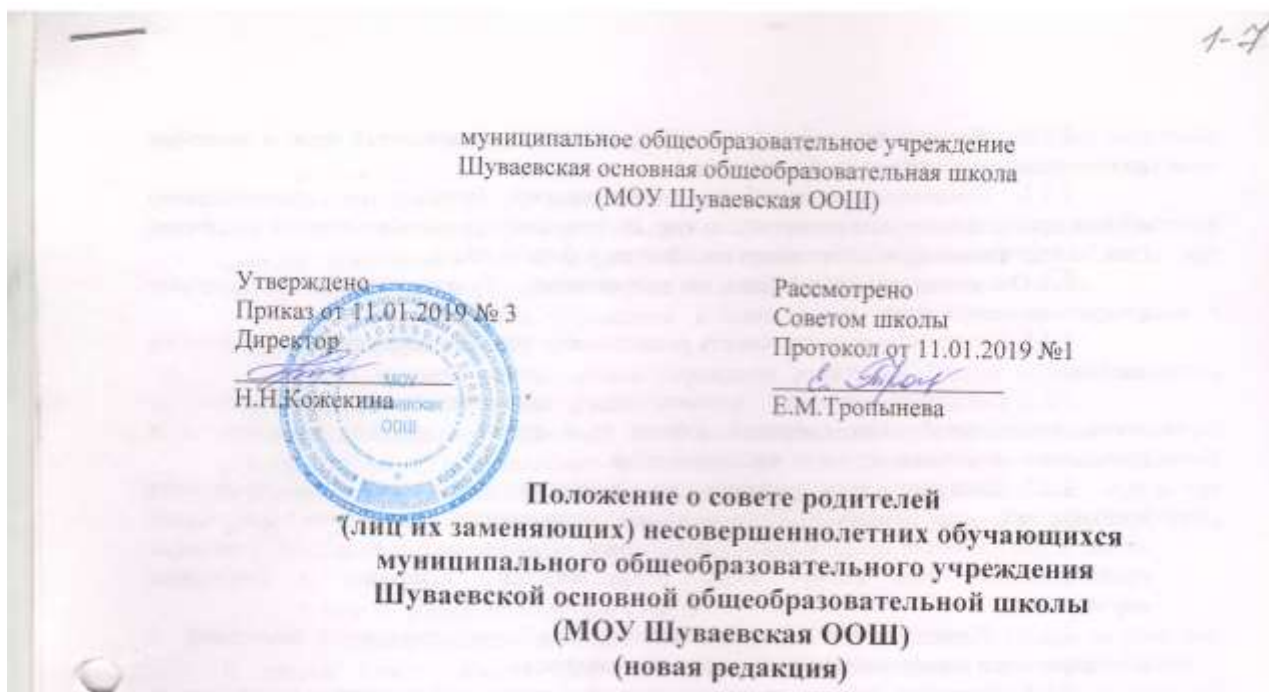 1-7
муниципальное общеобразовательное учреждение
Шуваевская основная общеобразовательная школа
(МОУ Шуваевская ООШ)
Утверждено
Приказ от 11.01.2019 № 3
Директор
Н.Н.Кожекина
Рассмотрено
Советом школы
Протокол от 11.01.2019 №1
Е.М.Тропынева
МОУ
ООШ
Положение о совете родителей
(лиц их заменяющих) несовершеннолетних обучающихся
муниципального общеобразовательного учреждения
Шуваевской основной общеобразовательной школы
(МОУ Шуваевская ООШ)
(новая редакция)